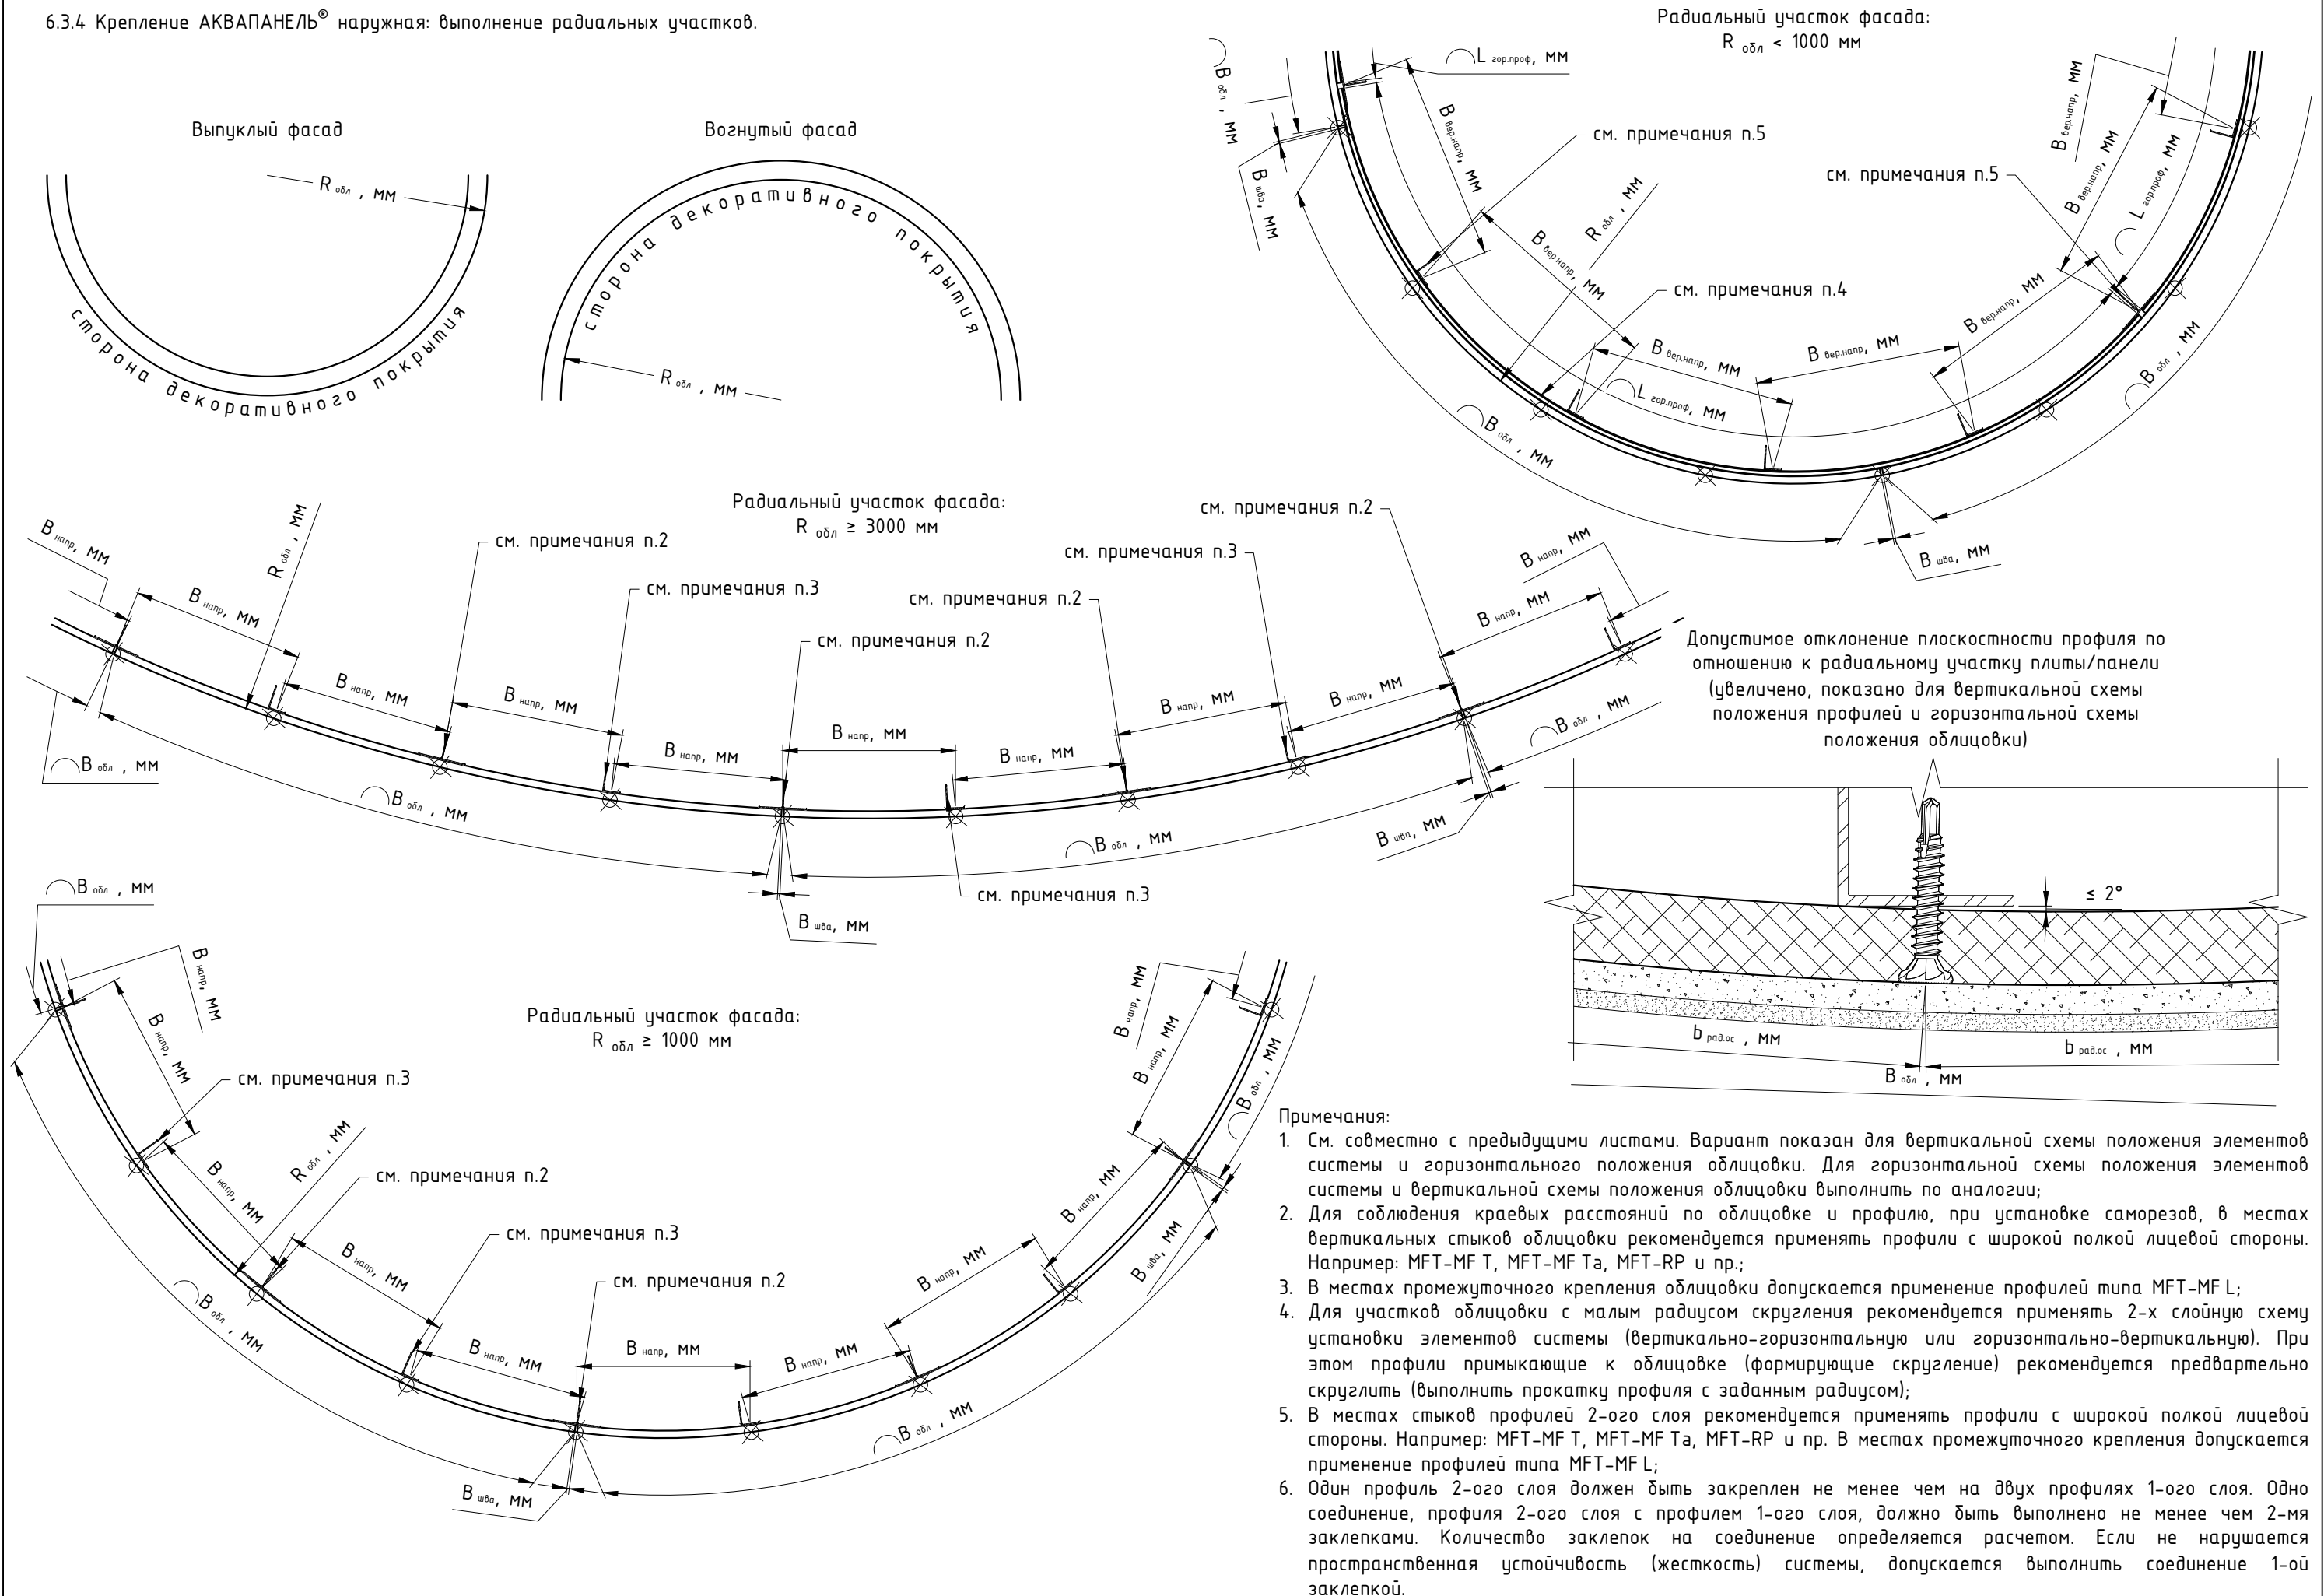 6.3.4 Крепление АКВАПАНЕЛЬ® наружная: выполнение радиальных участков.
Выпуклый фасад
R обл , мм
сторона декоративного покрытия
Вогнутый фасад
сторона декоративного покрытия
R обл , мм
Радиальный участок фасада:
R обл < 1000 мм
L гор.проф, мм
B обл , мм
B шва, мм
B вер.напр, мм
см. примечания п.5
R обл , мм
B вер.напр, мм
см. примечания п.4
B вер.напр, мм
L гор.проф, мм
B вер.напр, мм
B вер.напр, мм
см. примечания п.5
B вер.напр, мм
B вер.напр, мм
L гор.проф, мм
B обл , мм
B обл , мм
B шва, мм
Радиальный участок фасада:
R обл ≥ 3000 мм
B напр, мм
B напр, мм
R обл , мм
см. примечания п.2
см. примечания п.3
см. примечания п.2
см. примечания п.2
см. примечания п.3
см. примечания п.2
B напр, мм
B напр, мм
B напр, мм
B напр, мм
B напр, мм
B напр, мм
B напр, мм
B напр, мм
B напр, мм
B обл , мм
B обл , мм
B обл , мм
B обл , мм
B шва, мм
B шва, мм
см. примечания п.3
Допустимое отклонение плоскостности профиля по
отношению к радиальному участку плиты/панели
(увеличено, показано для вертикальной схемы
положения профилей и горизонтальной схемы
положения облицовки)
≤ 2°
b рад.ос , мм
b рад.ос , мм
B обл , мм
Радиальный участок фасада:
R обл ≥ 1000 мм
B обл , мм
B напр, мм
B напр, мм
см. примечания п.3
B напр, мм
R обл , мм
см. примечания п.2
B напр, мм
см. примечания п.3
B напр, мм
см. примечания п.2
B напр, мм
B напр, мм
B напр, мм
B напр, мм
B напр, мм
B напр, мм
B обл , мм
B шва, мм
B обл , мм
B обл , мм
B шва, мм
Примечания:
1. См. совместно с предыдущими листами. Вариант показан для вертикальной схемы положения элементов
системы и горизонтального положения облицовки. Для горизонтальной схемы положения элементов
системы и вертикальной схемы положения облицовки выполнить по аналогии;
2. Для соблюдения краевых расстояний по облицовке и профилю, при установке саморезов, в местах
вертикальных стыков облицовки рекомендуется применять профили с широкой полкой лицевой стороны.
Например: MFT-MF T, MFT-MF Ta, MFT-RP и пр.;
3. В местах промежуточного крепления облицовки допускается применение профилей типа MFT-MF L;
4. Для участков облицовки с малым радиусом скругления рекомендуется применять 2-х слойную схему
установки элементов системы (вертикально-горизонтальную или горизонтально-вертикальную). При
этом профили примыкающие к облицовке (формирующие скругление) рекомендуется предвартельно
скруглить (выполнить прокатку профиля с заданным радиусом);
5. В местах стыков профилей 2-ого слоя рекомендуется применять профили с широкой полкой лицевой
стороны. Например: MFT-MF T, MFT-MF Ta, MFT-RP и пр. В местах промежуточного крепления допускается
применение профилей типа MFT-MF L;
6. Один профиль 2-ого слоя должен быть закреплен не менее чем на двух профилях 1-ого слоя. Одно
соединение, профиля 2-ого слоя с профилем 1-ого слоя, должно быть выполнено не менее чем 2-мя
заклепками. Количество заклепок на соединение определяется расчетом. Если не нарушается
пространственная устойчивость (жесткость) системы, допускается выполнить соединение 1-ой
заклепкой.